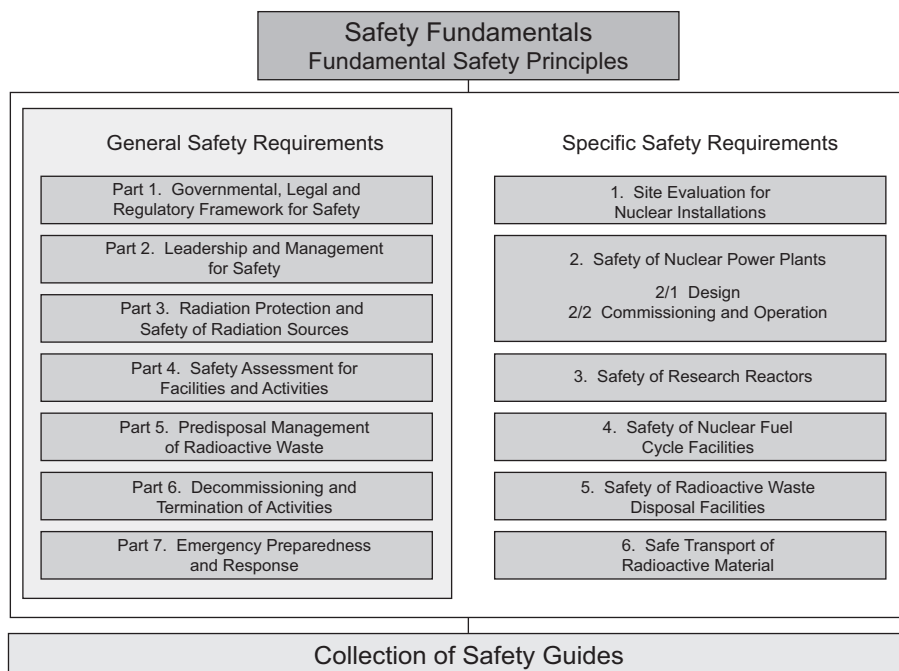 Safety Fundamentals
Fundamental Safety Principles
General Safety Requirements
Part 1. Governmental, Legal and
Regulatory Framework for Safety
Part 2. Leadership and Management
for Safety
Part 3. Radiation Protection and
Safety of Radiation Sources
Part 4. Safety Assessment for
Facilities and Activities
Part 5. Predisposal Management
of Radioactive Waste
Part 6. Decommissioning and
Termination of Activities
Part 7. Emergency Preparedness
and Response
Specific Safety Requirements
1. Site Evaluation for
Nuclear Installations
2. Safety of Nuclear Power Plants
2/1 Design
2/2 Commissioning and Operation
3. Safety of Research Reactors
4. Safety of Nuclear Fuel
Cycle Facilities
5. Safety of Radioactive Waste
Disposal Facilities
6. Safe Transport of
Radioactive Material
Collection of Safety Guides